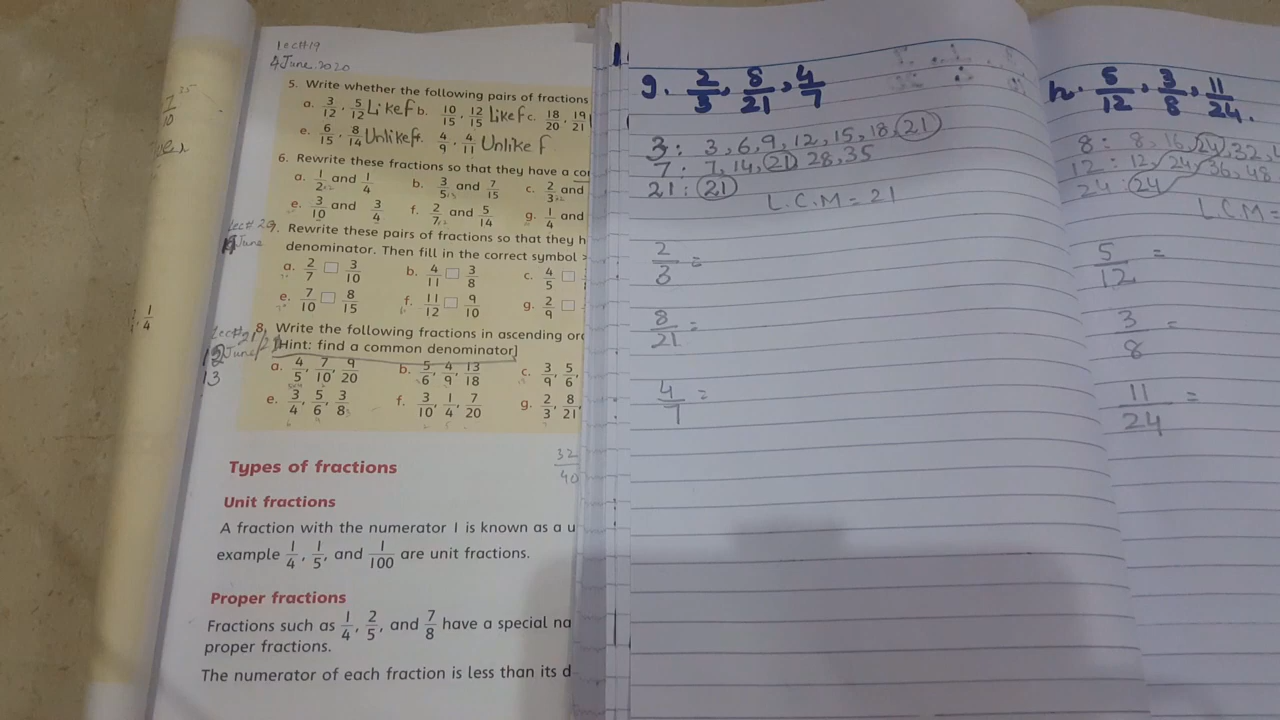 Lect#19
4 June 2020
5. Write whether the following pairs of fractions
a. 3/12, 5/12 Like f b. 10/15, 12/15 Like f c. 18/20, 19/21
e. 6/15, 8/14 Unlike f. 4/9, 4/11 Unlike f
6. Rewrite these fractions so that they have a co
a. 1/2 and 1/4 b. 3/5 and 7/15 c. 2/3 and
e. 3/10 and 3/4 f. 2/7 and 5/14 g. 1/4 and
Lect#20
June
7. Rewrite these pairs of fractions so that they h
denominator. Then fill in the correct symbol >
a. 2/7 □ 3/10 b. 4/11 □ 3/8 c. 4/5 □
e. 7/10 □ 8/15 f. 11/12 □ 9/10 g. 2/9 □
Lect#21
12 June
13
8. Write the following fractions in ascending ord
[Hint: find a common denominator]
a. 4/5, 7/10, 9/20 b. 5/6, 4/9, 13/18 c. 3/9, 5/6,
e. 3/4, 5/6, 3/8 f. 3/10, 1/4, 7/20 g. 2/3, 8/21,
32/40
Types of fractions
Unit fractions
A fraction with the numerator 1 is known as a u
example 1/4, 1/5, and 1/100 are unit fractions.
Proper fractions
Fractions such as 1/4, 2/5, and 7/8 have a special na
proper fractions.
The numerator of each fraction is less than its d
g. 2/3, 8/21, 4/7
3: 3, 6, 9, 12, 15, 18, 21
7: 7, 14, 21 28, 35
21: 21
L.C.M = 21
2/3 =
8/21 =
4/7 =
h. 5/12, 3/8, 11/24.
8: 8, 16, 24, 32, 4
12: 12, 24, 36, 48
24: 24
L.C.M =
5/12 =
3/8 =
11/24 =